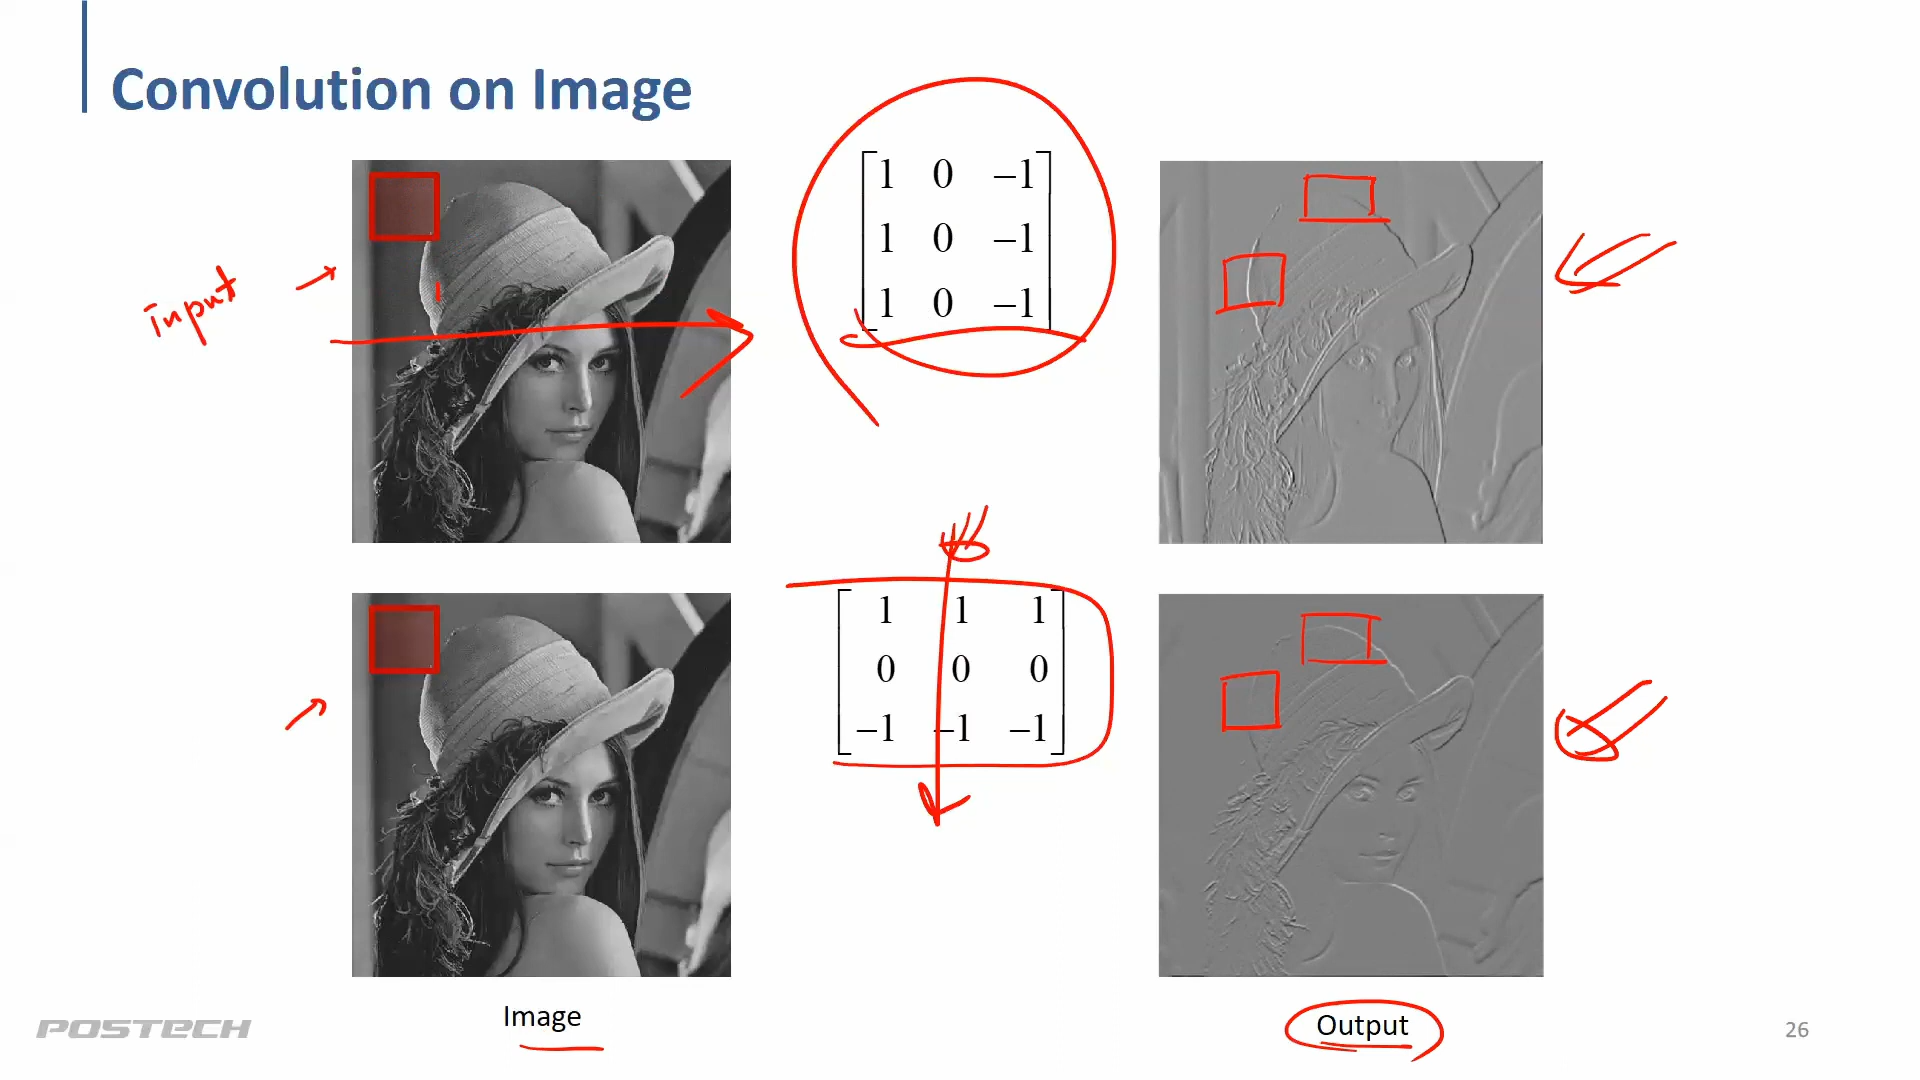 Convolution on Image
1 0 −1
1 0 −1
1 0 −1
input
1 1 1
0 0 0
−1 −1 −1
Image
Output
POSTECH
26